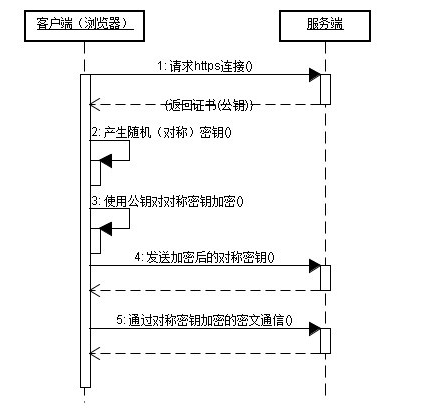 客户端（浏览器）
服务端
1: 请求https连接()
(返回证书(公钥))
2: 产生随机（对称）密钥()
3: 使用公钥对对称密钥加密()
4: 发送加密后的对称密钥()
5: 通过对称密钥加密的密文通信()